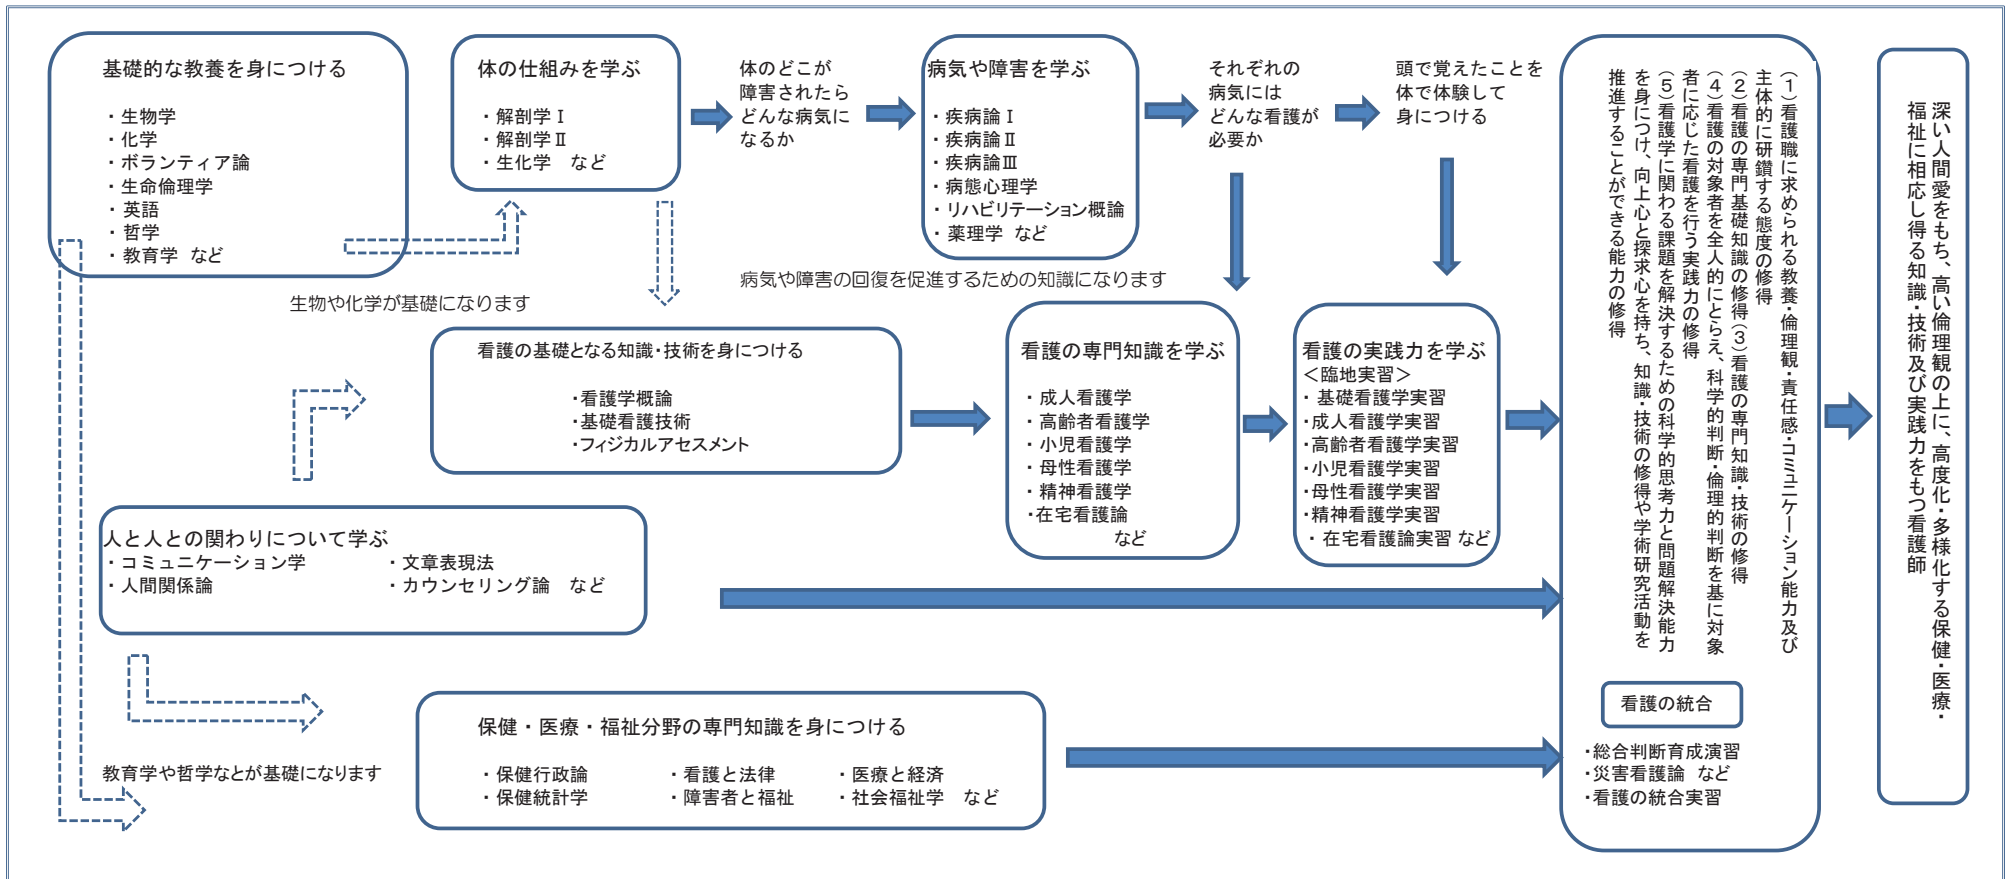 基礎的な教養を身につける
・生物学
・化学
・ボランティア論
・生命倫理学
・英語
・哲学
・教育学 など
体の仕組みを学ぶ
・解剖学Ⅰ
・解剖学Ⅱ
・生化学 など
体のどこが
障害されたら
どんな病気に
なるか
病気や障害を学ぶ
・疾病論Ⅰ
・疾病論Ⅱ
・疾病論Ⅲ
・病態心理学
・リハビリテーション概論
・薬理学 など
それぞれの
病気には
どんな看護が
必要か
頭で覚えたことを
体で体験して
身につける
生物や化学が基礎になります
病気や障害の回復を促進するための知識になります
看護の基礎となる知識・技術を身につける
・看護学概論
・基礎看護技術
・フィジカルアセスメント
看護の専門知識を学ぶ
・成人看護学
・高齢者看護学
・小児看護学
・母性看護学
・精神看護学
・在宅看護論
など
看護の実践力を学ぶ
＜臨地実習＞
・基礎看護学実習
・成人看護学実習
・高齢者看護学実習
・小児看護学実習
・母性看護学実習
・精神看護学実習
・在宅看護論実習 など
人と人との関わりについて学ぶ
・コミュニケーション学 ・文章表現法
・人間関係論 ・カウンセリング論 など
教育学や哲学なとが基礎になります
保健・医療・福祉分野の専門知識を身につける
・保健行政論 ・看護と法律 ・医療と経済
・保健統計学 ・障害者と福祉 ・社会福祉学 など
（１）看護職に求められる教養・倫理観・責任感・コミュニケーション能力及び
主体的に研鑽する態度の修得
（２）看護の専門基礎知識の修得（３）看護の専門知識・技術の修得
（４）看護の対象者を全人的にとらえ、科学的判断・倫理的判断を基に対象
者に応じた看護を行う実践力の修得
（５）看護学に関わる課題を解決するための科学的思考力と問題解決能力
を身につけ、向上心と探求心を持ち、知識・技術の修得や学術研究活動を
推進することができる能力の修得
看護の統合
・総合判断育成演習
・災害看護論 など
・看護の統合実習
深い人間愛をもち、高い倫理観の上に、高度化・多様化する保健・医療・
福祉に相応し得る知識・技術及び実践力をもつ看護師